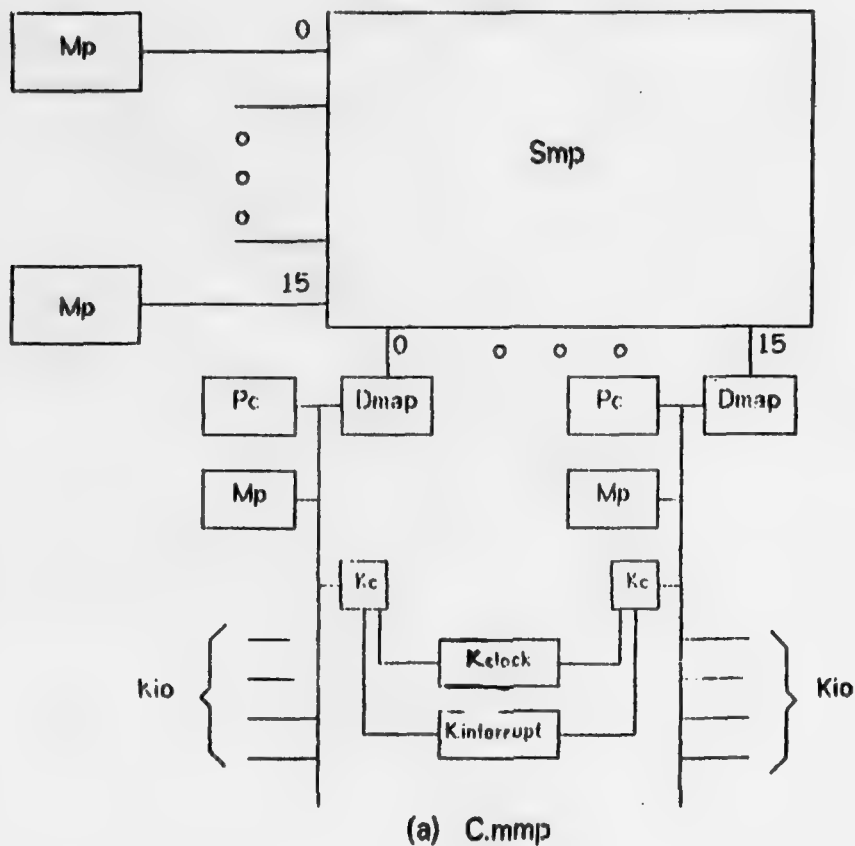 Mp
0
Smp
Mp
15
0
15
Pc
Dmap
Pc
Dmap
Mp
Mp
Kc
Kc
Kclock
Kio
Kio
Kinterrupt
(a) C.mmp